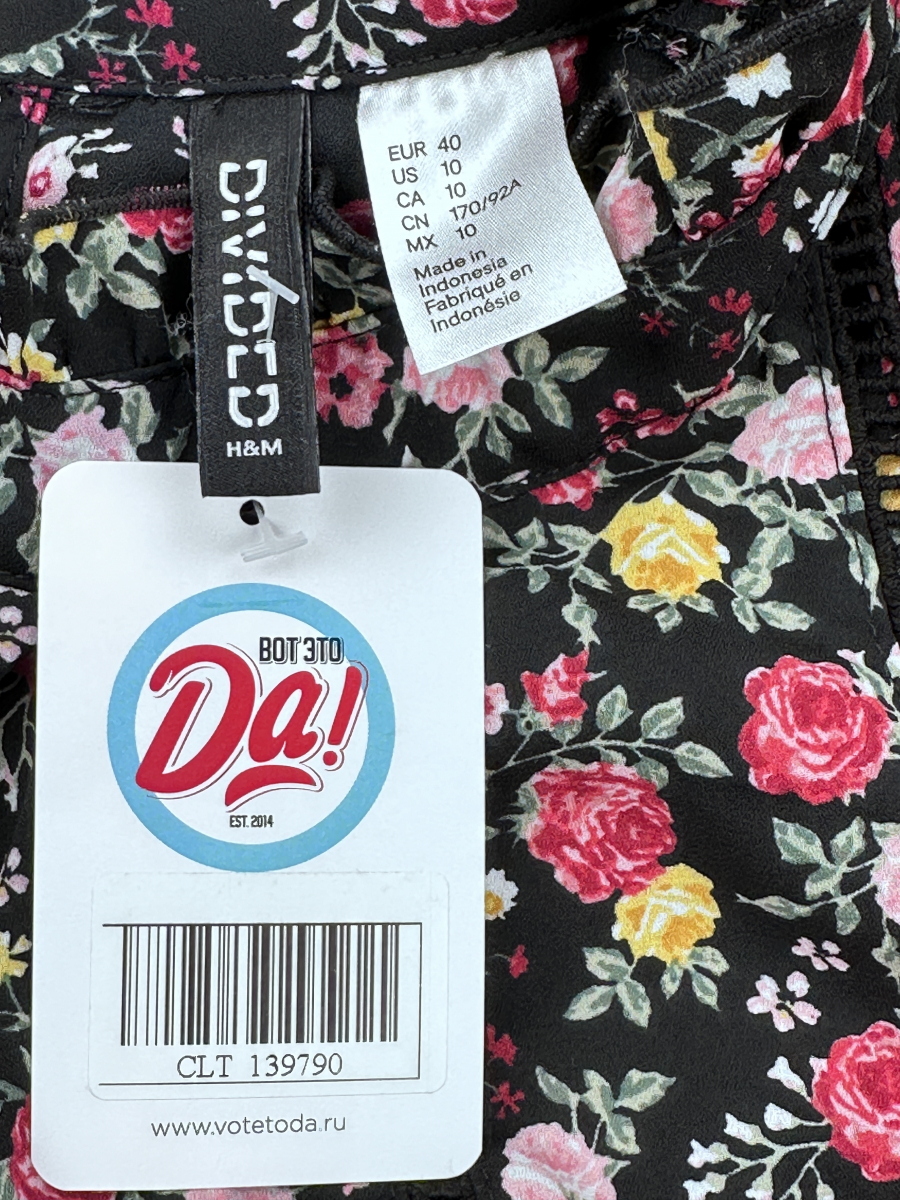 DIVIDED
H&M
EUR 40
US 10
CA 10
CN 170/92A
MX 10
Made in
Indonesia
Fabriqué en
Indonésie
ВОТ ЭТО
Да!
EST. 2014
CLT 139790
www.votetoda.ru